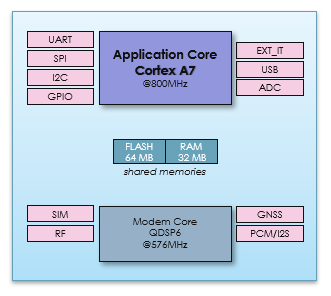 UART
SPI
I2C
GPIO
Application Core
Cortex A7
@800MHz
EXT_IT
USB
ADC
FLASH
64 MB
RAM
32 MB
shared memories
SIM
RF
Modem Core
QDSP6
@576MHz
GNSS
PCM/I2S